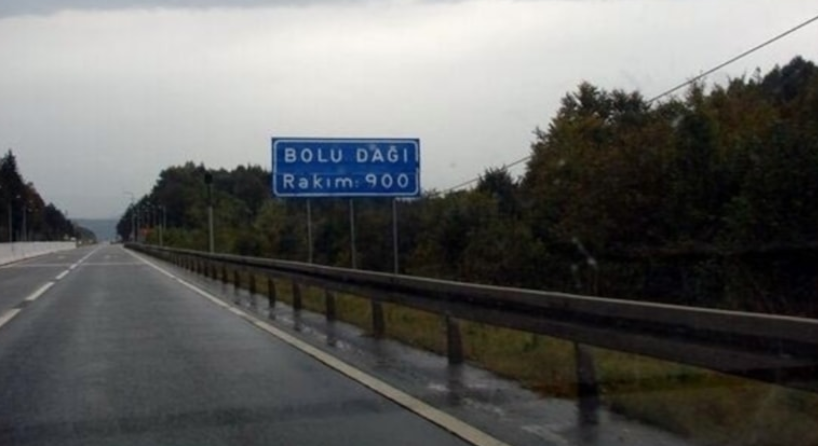 BOLU DAĞI
Rakım: 900